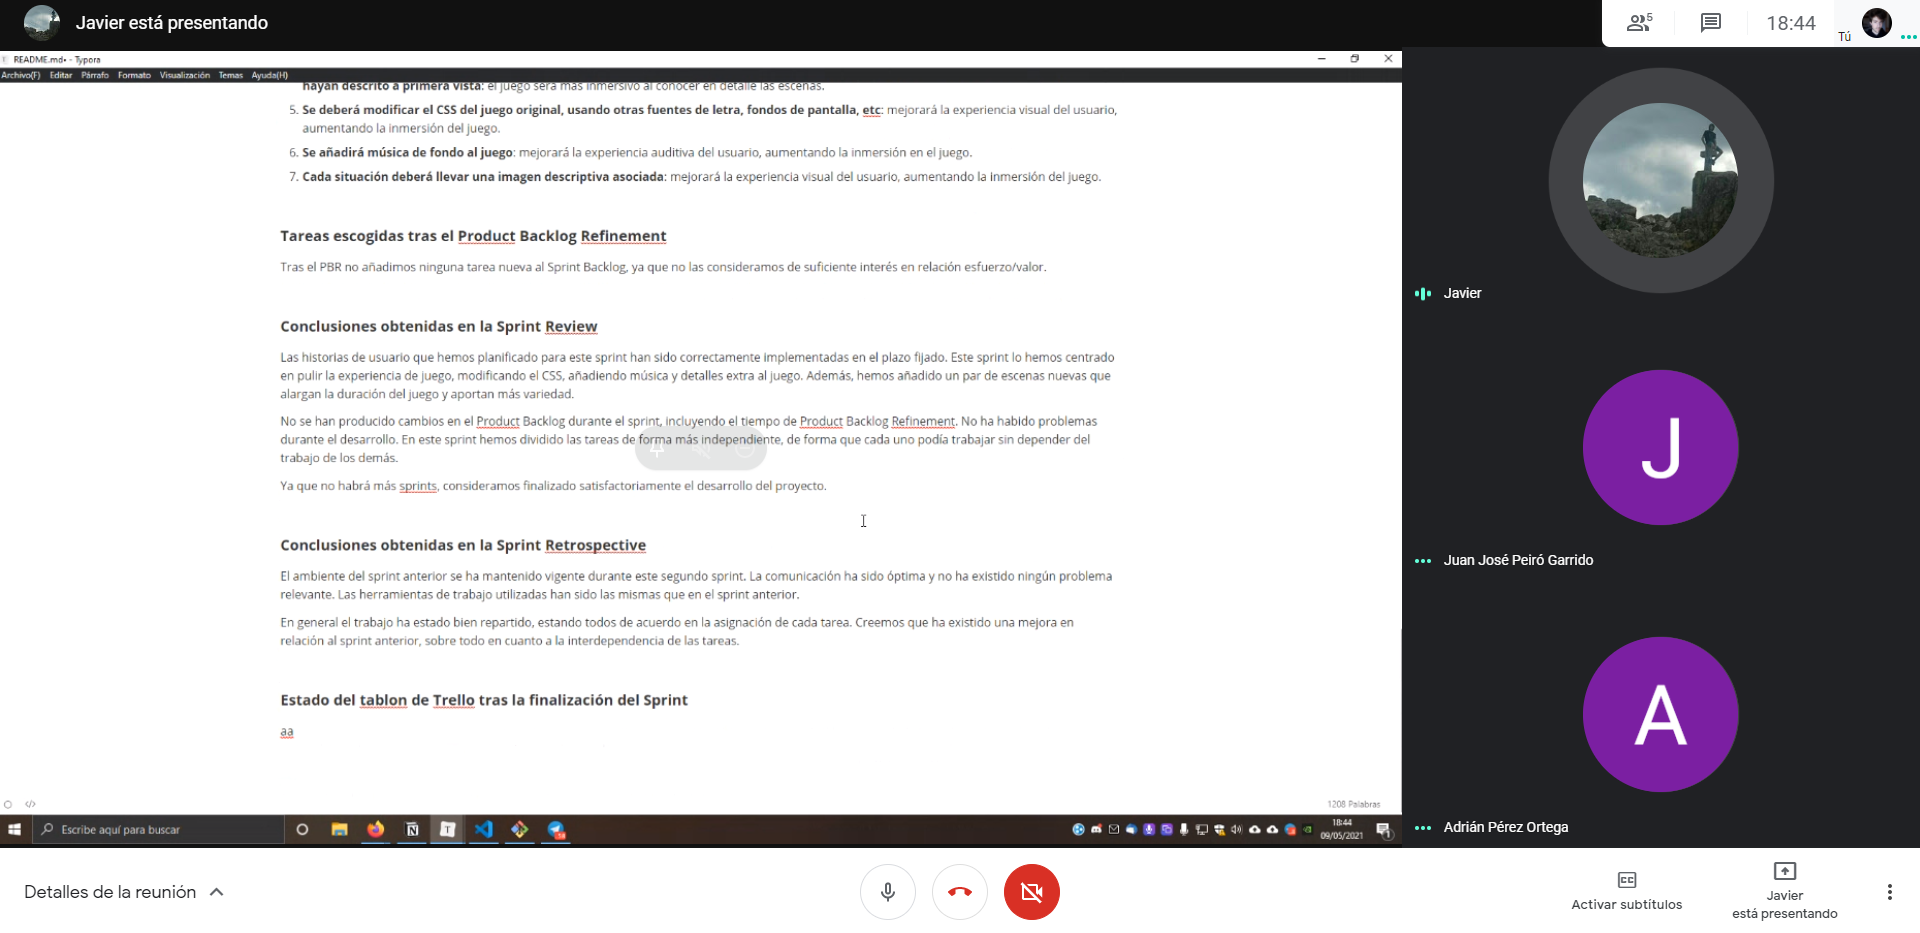 Javier está presentando
5
18:44
Tú
README.md• - Typora
Archivo(F) Editar Párrafo Formato Visualización Temas Ayuda(H)
hayan descrito a primera vista: el juego será más inmersivo al conocer en detalle las escenas.
5. Se deberá modificar el CSS del juego original, usando otras fuentes de letra, fondos de pantalla, etc: mejorará la experiencia visual del usuario,
aumentando la inmersión del juego.
6. Se añadirá música de fondo al juego: mejorará la experiencia auditiva del usuario, aumentando la inmersión en el juego.
7. Cada situación deberá llevar una imagen descriptiva asociada: mejorará la experiencia visual del usuario, aumentando la inmersión del juego.
Tareas escogidas tras el Product Backlog Refinement
Tras el PBR no añadimos ninguna tarea nueva al Sprint Backlog, ya que no las consideramos de suficiente interés en relación esfuerzo/valor.
Conclusiones obtenidas en la Sprint Review
Las historias de usuario que hemos planificado para este sprint han sido correctamente implementadas en el plazo fijado. Este sprint lo hemos centrado
en pulir la experiencia de juego, modificando el CSS, añadiendo música y detalles extra al juego. Además, hemos añadido un par de escenas nuevas que
alargan la duración del juego y aportan más variedad.
No se han producido cambios en el Product Backlog durante el sprint, incluyendo el tiempo de Product Backlog Refinement. No ha habido problemas
durante el desarrollo. En este sprint hemos dividido las tareas de forma más independiente, de forma que cada uno podía trabajar sin depender del
trabajo de los demás.
Ya que no habrá más sprints, consideramos finalizado satisfactoriamente el desarrollo del proyecto.
Conclusiones obtenidas en la Sprint Retrospective
El ambiente del sprint anterior se ha mantenido vigente durante este segundo sprint. La comunicación ha sido óptima y no ha existido ningún problema
relevante. Las herramientas de trabajo utilizadas han sido las mismas que en el sprint anterior.
En general el trabajo ha estado bien repartido, estando todos de acuerdo en la asignación de cada tarea. Creemos que ha existido una mejora en
relación al sprint anterior, sobre todo en cuanto a la interdependencia de las tareas.
Estado del tablon de Trello tras la finalización del Sprint
aa
1208 Palabras
Escribe aquí para buscar
18:44
09/05/2021
Javier
J
Juan José Peiró Garrido
A
Adrián Pérez Ortega
Detalles de la reunión
Activar subtítulos
Javier
está presentando